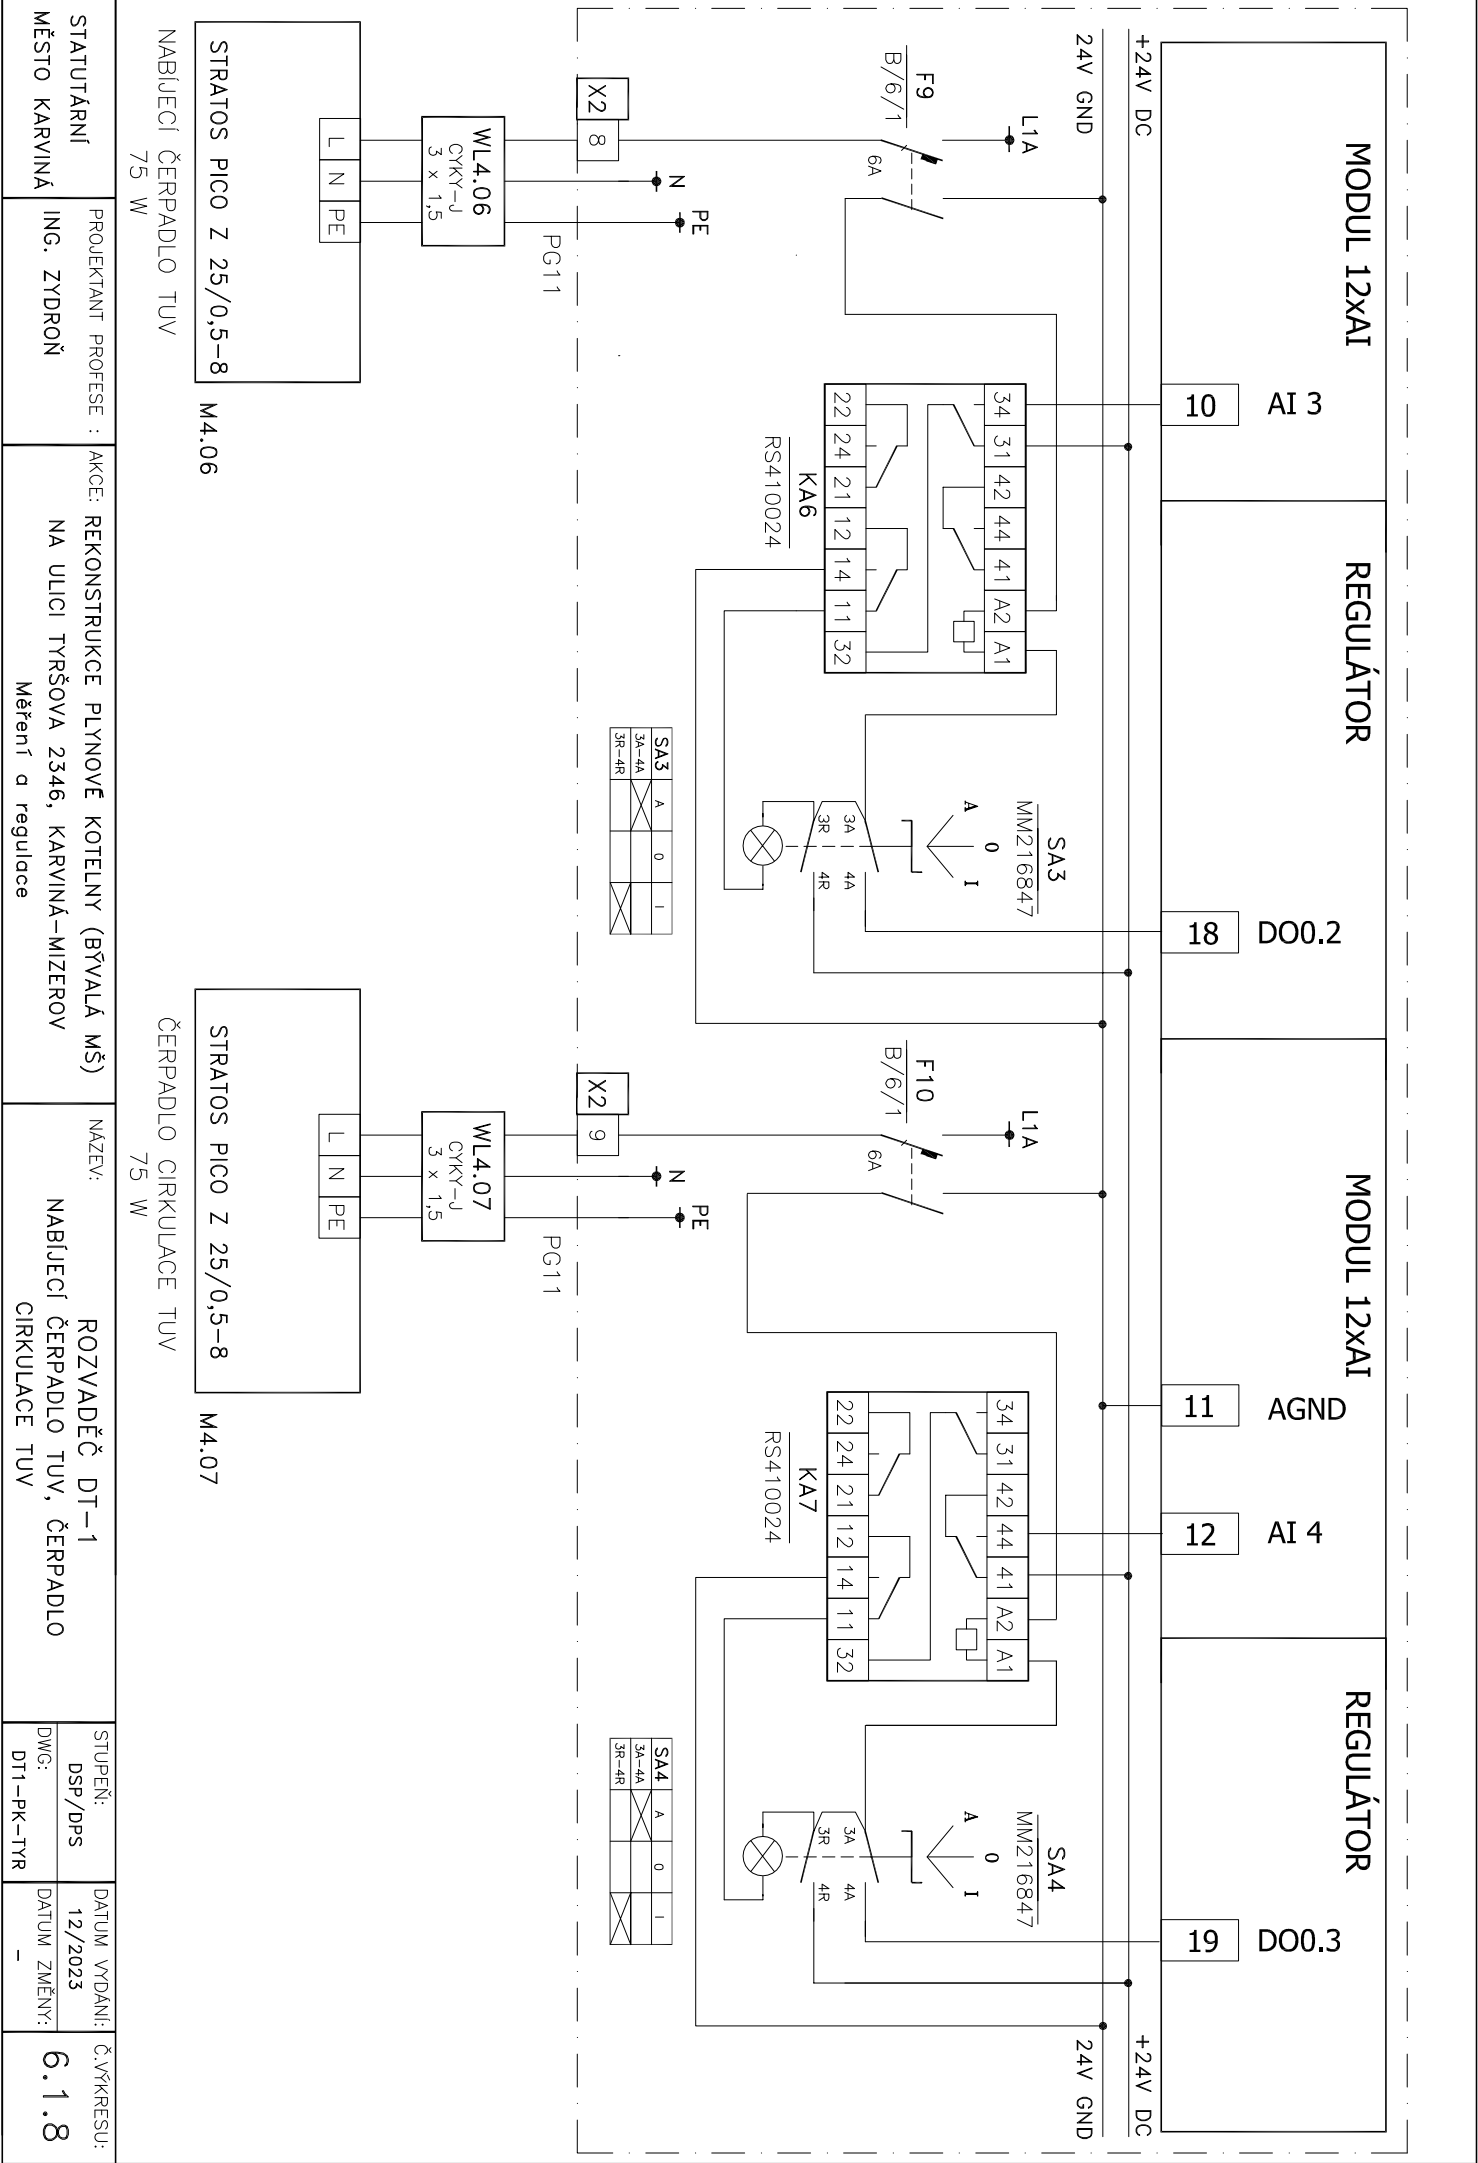 MODUL 12xAI
REGULÁTOR
MODUL 12xAI
REGULÁTOR
10
AI 3
18
DO0.2
11
AGND
12
AI 4
19
DO0.3
+24V DC
24V GND
+24V DC
24V GND
L1A
F9
B/6/1
6A
34 31 42 44 41 A2 A1
22 24 21 12 14 11 32
KA6
RS410024
SA3
MM216847
A 0 I
3A 4A
3R 4R
SA3 A 0 I
3A-4A
3R-4R
N
PE
X2 8
PG11
WL4.06
CYKY-J
3 x 1,5
L N PE
STRATOS PICO Z 25/0,5-8
M4.06
NABÍJECÍ ČERPADLO TUV
75 W
L1A
F10
B/6/1
6A
34 31 42 44 41 A2 A1
22 24 21 12 14 11 32
KA7
RS410024
SA4
MM216847
A 0 I
3A 4A
3R 4R
SA4 A 0 I
3A-4A
3R-4R
N
PE
X2 9
PG11
WL4.07
CYKY-J
3 x 1,5
L N PE
STRATOS PICO Z 25/0,5-8
M4.07
ČERPADLO CIRKULACE TUV
75 W
STATUTÁRNÍ
MĚSTO KARVINÁ
PROJEKTANT PROFESE :
ING. ZYDROŇ
AKCE: REKONSTRUKCE PLYNOVÉ KOTELNY (BÝVALÁ MŠ)
NA ULICI TYRŠOVA 2346, KARVINÁ-MIZEROV
Měření a regulace
NÁZEV:
ROZVADĚČ DT-1
NABÍJECÍ ČERPADLO TUV, ČERPADLO
CIRKULACE TUV
STUPEŇ:
DSP/DPS
DWG:
DT1-PK-TYR
DATUM VYDÁNÍ:
12/2023
DATUM ZMĚNY:
-
Č.VÝKRESU:
6.1.8